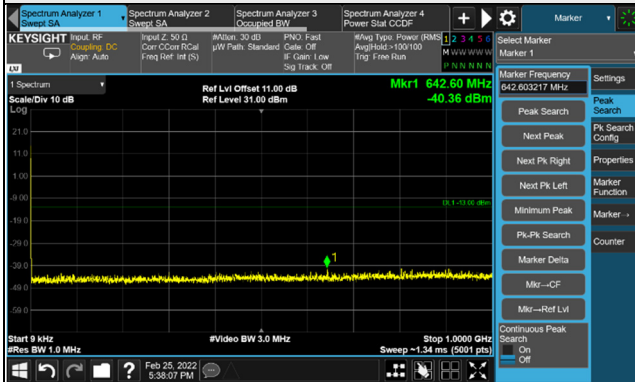 Spectrum Analyzer 1
Swept SA
Spectrum Analyzer 2
Swept SA
Spectrum Analyzer 3
Occupied BW
Spectrum Analyzer 4
Power Stat CCDF
+
Marker
KEYSIGHT
Input: RF
Coupling: DC
Align: Auto
Input Z: 50 Ω
Corr CCorr RCal
Freq Ref: Int (S)
#Atten: 30 dB
µW Path: Standard
PNO: Fast
Gate: Off
IF Gain: Low
Sig Track: Off
#Avg Type: Power (RMS
Avg|Hold:>100/100
Trig: Free Run
1 2 3 4 5 6
M W W W W W
P N N N N N
LU
Select Marker
Marker 1
1 Spectrum
Scale/Div 10 dB
Log
Ref Lvl Offset 11.00 dB
Ref Level 31.00 dBm
Mkr1 642.60 MHz
-40.36 dBm
21.0
11.0
1.00
-9.00
-19.0
-29.0
-39.0
-49.0
-59.0
DL1 -13.00 dBm
1
Start 9 kHz
#Res BW 1.0 MHz
#Video BW 3.0 MHz
Stop 1.0000 GHz
Sweep ~1.34 ms (5001 pts)
Marker Frequency
642.603217 MHz
Peak Search
Next Peak
Next Pk Right
Next Pk Left
Minimum Peak
Pk-Pk Search
Marker Delta
Mkr→CF
Mkr→Ref Lvl
Continuous Peak
Search
On
Off
Settings
Peak
Search
Pk Search
Config
Properties
Marker
Function
Marker→
Counter
?
Feb 25, 2022
5:38:07 PM